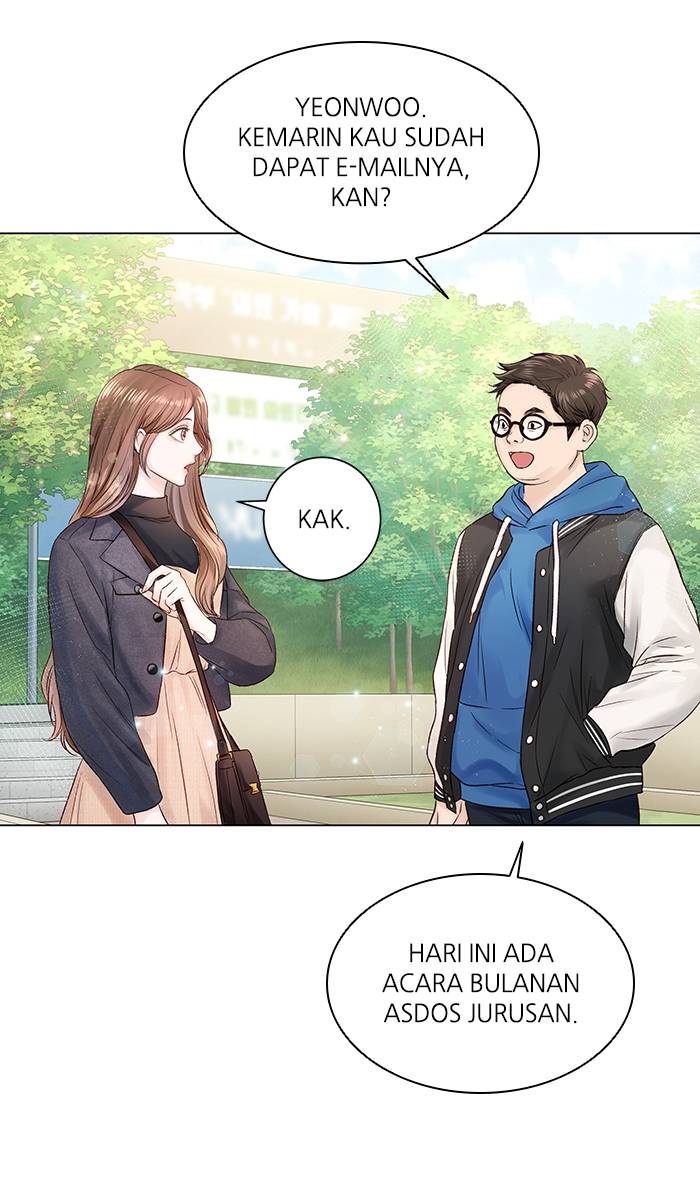 YEONWOO.
KEMARIN KAU SUDAH
DAPAT E-MAILNYA,
KAN?
KAK.
HARI INI ADA
ACARA BULANAN
ASDOS JURUSAN.